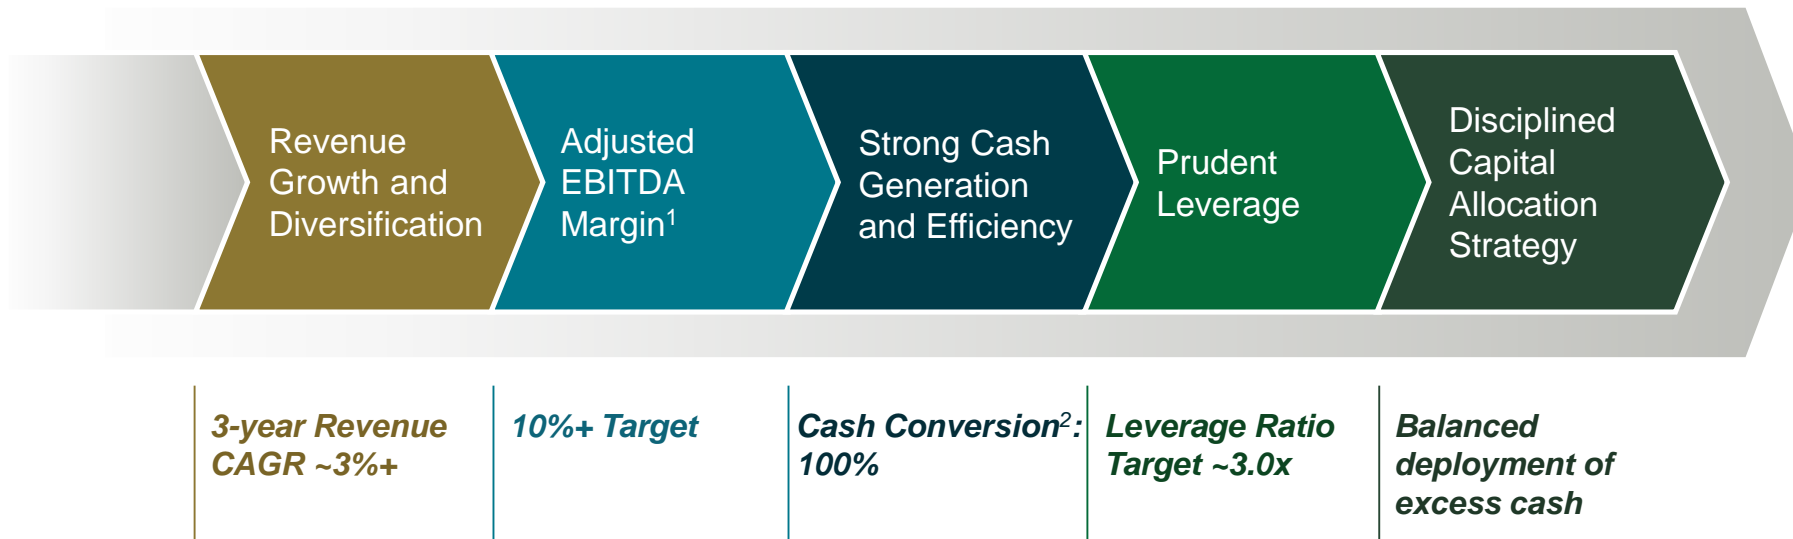 Revenue
Growth and
Diversification
Adjusted
EBITDA
Margin¹
Strong Cash
Generation
and Efficiency
Prudent
Leverage
Disciplined
Capital
Allocation
Strategy
3-year Revenue
CAGR ~3%+
10%+ Target
Cash Conversion²:
100%
Leverage Ratio
Target ~3.0x
Balanced
deployment of
excess cash